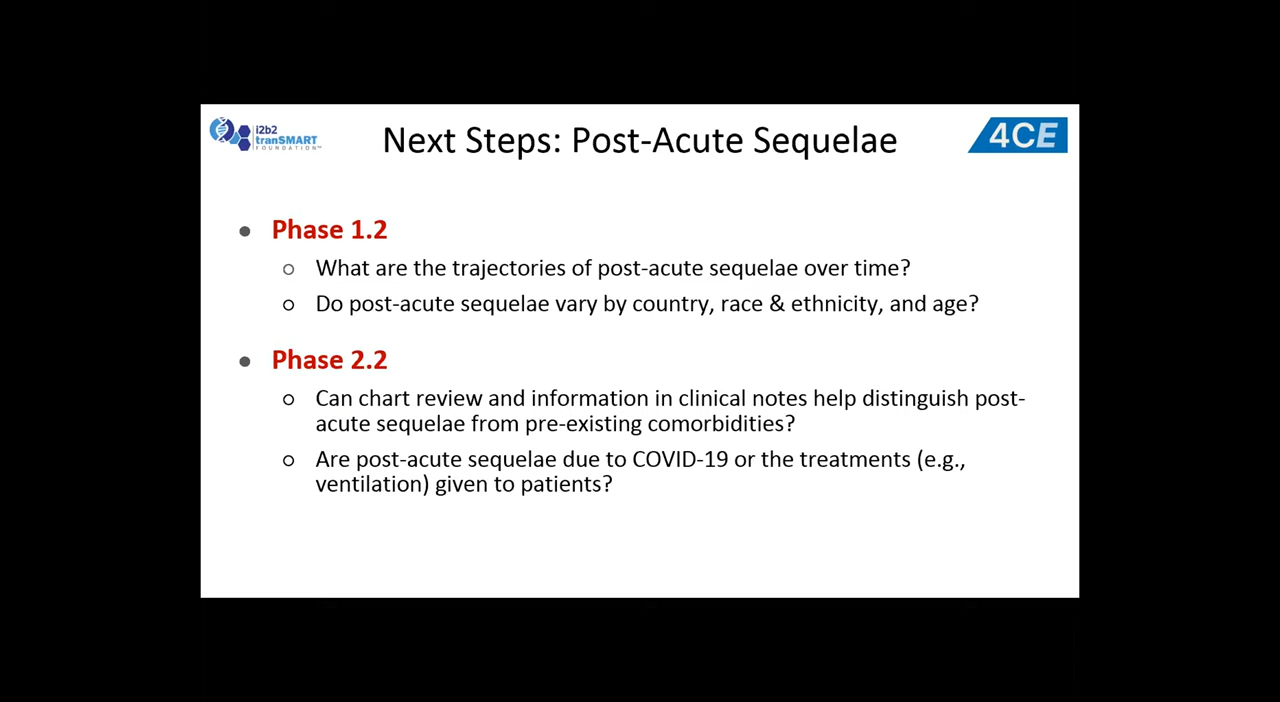 i2b2
tranSMART
FOUNDATION™
Next Steps: Post-Acute Sequelae
4CE
● Phase 1.2
○ What are the trajectories of post-acute sequelae over time?
○ Do post-acute sequelae vary by country, race & ethnicity, and age?
● Phase 2.2
○ Can chart review and information in clinical notes help distinguish post-
acute sequelae from pre-existing comorbidities?
○ Are post-acute sequelae due to COVID-19 or the treatments (e.g.,
ventilation) given to patients?